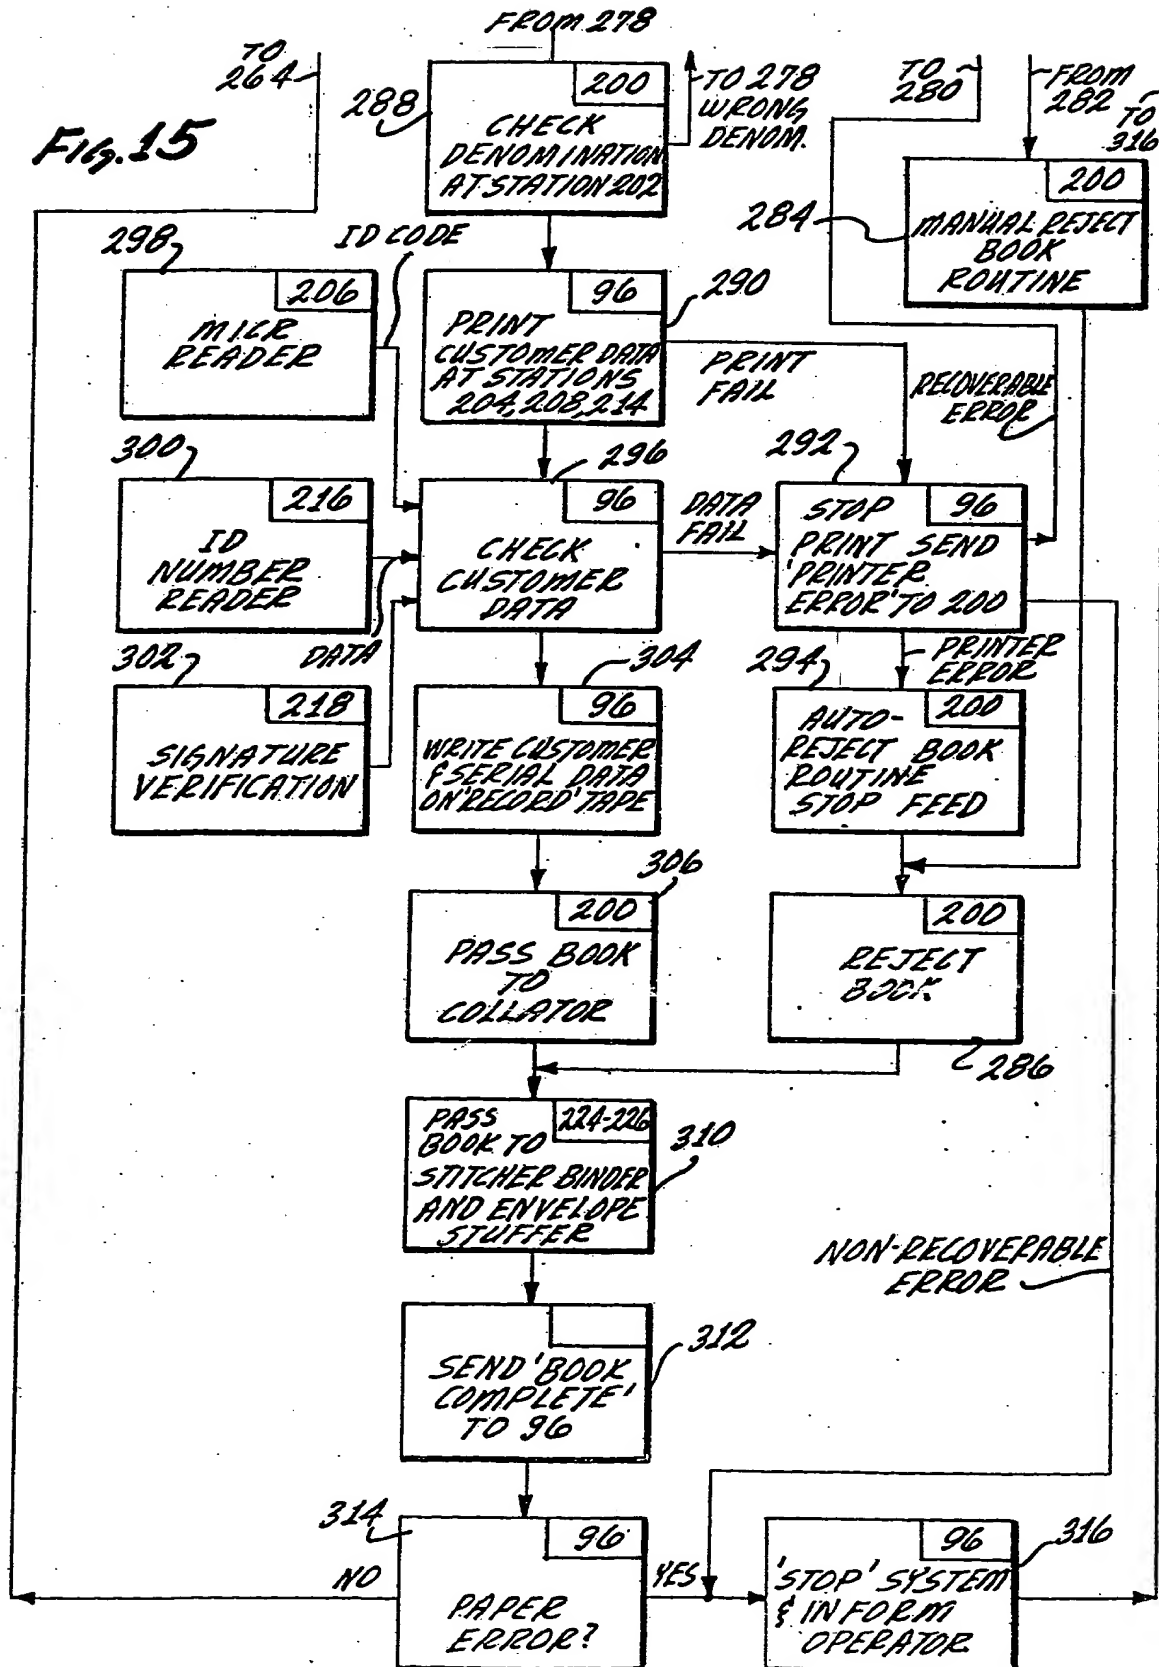 FROM 278
TO
264
Fig. 15
288
200
CHECK
DENOMINATION
AT STATION 202
TO 278
WRONG
DENOM.
TO
280
FROM
282
TO
316
284
200
MANUAL REJECT
BOOK
ROUTINE
298
206
MICR
READER
ID CODE
96
290
PRINT
CUSTOMER DATA
AT STATIONS
204, 208, 214
PRINT
FAIL
RECOVERABLE
ERROR
300
216
ID
NUMBER
READER
296
96
CHECK
CUSTOMER
DATA
DATA
FAIL
292
96
STOP
PRINT SEND
'PRINTER
ERROR' TO 200
302
218
SIGNATURE
VERIFICATION
DATA
304
96
WRITE CUSTOMER
& SERIAL DATA
ON 'RECORD' TAPE
PRINTER
ERROR
294
200
AUTO-
REJECT BOOK
ROUTINE
STOP FEED
306
200
PASS BOOK
TO
COLLATOR
200
REJECT
BOOK
286
224-226
PASS
BOOK TO
STITCHER BINDER
AND ENVELOPE
STUFFER
310
NON-RECOVERABLE
ERROR
SEND 'BOOK
COMPLETE'
TO 96
312
314
96
PAPER
ERROR?
NO
YES
96
316
'STOP' SYSTEM
& INFORM
OPERATOR